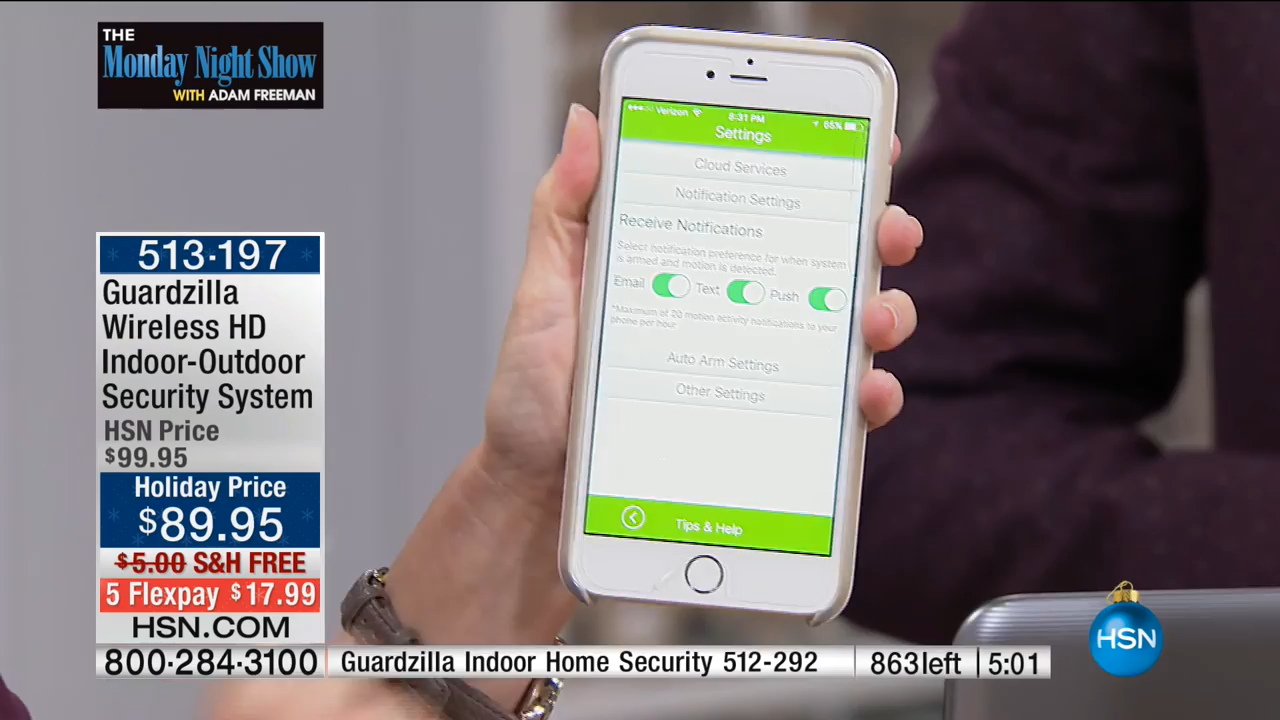 THE
Monday Night Show
WITH ADAM FREEMAN
513·197
Guardzilla
Wireless HD
Indoor-Outdoor
Security System
HSN Price
$99.95
Holiday Price
$89.95
$5.00 S&H FREE
5 Flexpay $17.99
HSN.COM
800·284·3100
Guardzilla Indoor Home Security 512-292
863left
5:01
HSN
Verizon
8:31 PM
65%
Settings
Cloud Services
Notification Settings
Receive Notifications
Select notification preference for when system
is armed and motion is detected.
Email
Text
Push
*Maximum of 20 motion activity notifications to your
phone per hour
Auto Arm Settings
Other Settings
Tips & Help